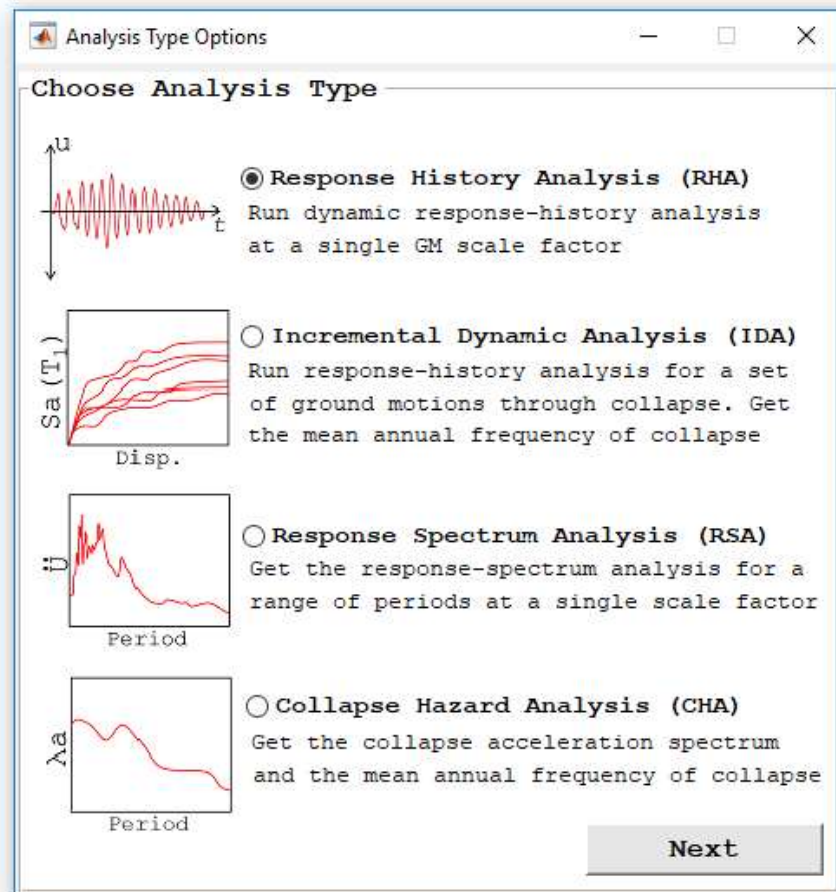 Analysis Type Options
Choose Analysis Type
u
t
Response History Analysis (RHA)
Run dynamic response-history analysis
at a single GM scale factor
Sa (T1)
Disp.
Incremental Dynamic Analysis (IDA)
Run response-history analysis for a set
of ground motions through collapse. Get
the mean annual frequency of collapse
Ü
Period
Response Spectrum Analysis (RSA)
Get the response-spectrum analysis for a
range of periods at a single scale factor
λa
Period
Collapse Hazard Analysis (CHA)
Get the collapse acceleration spectrum
and the mean annual frequency of collapse
Next